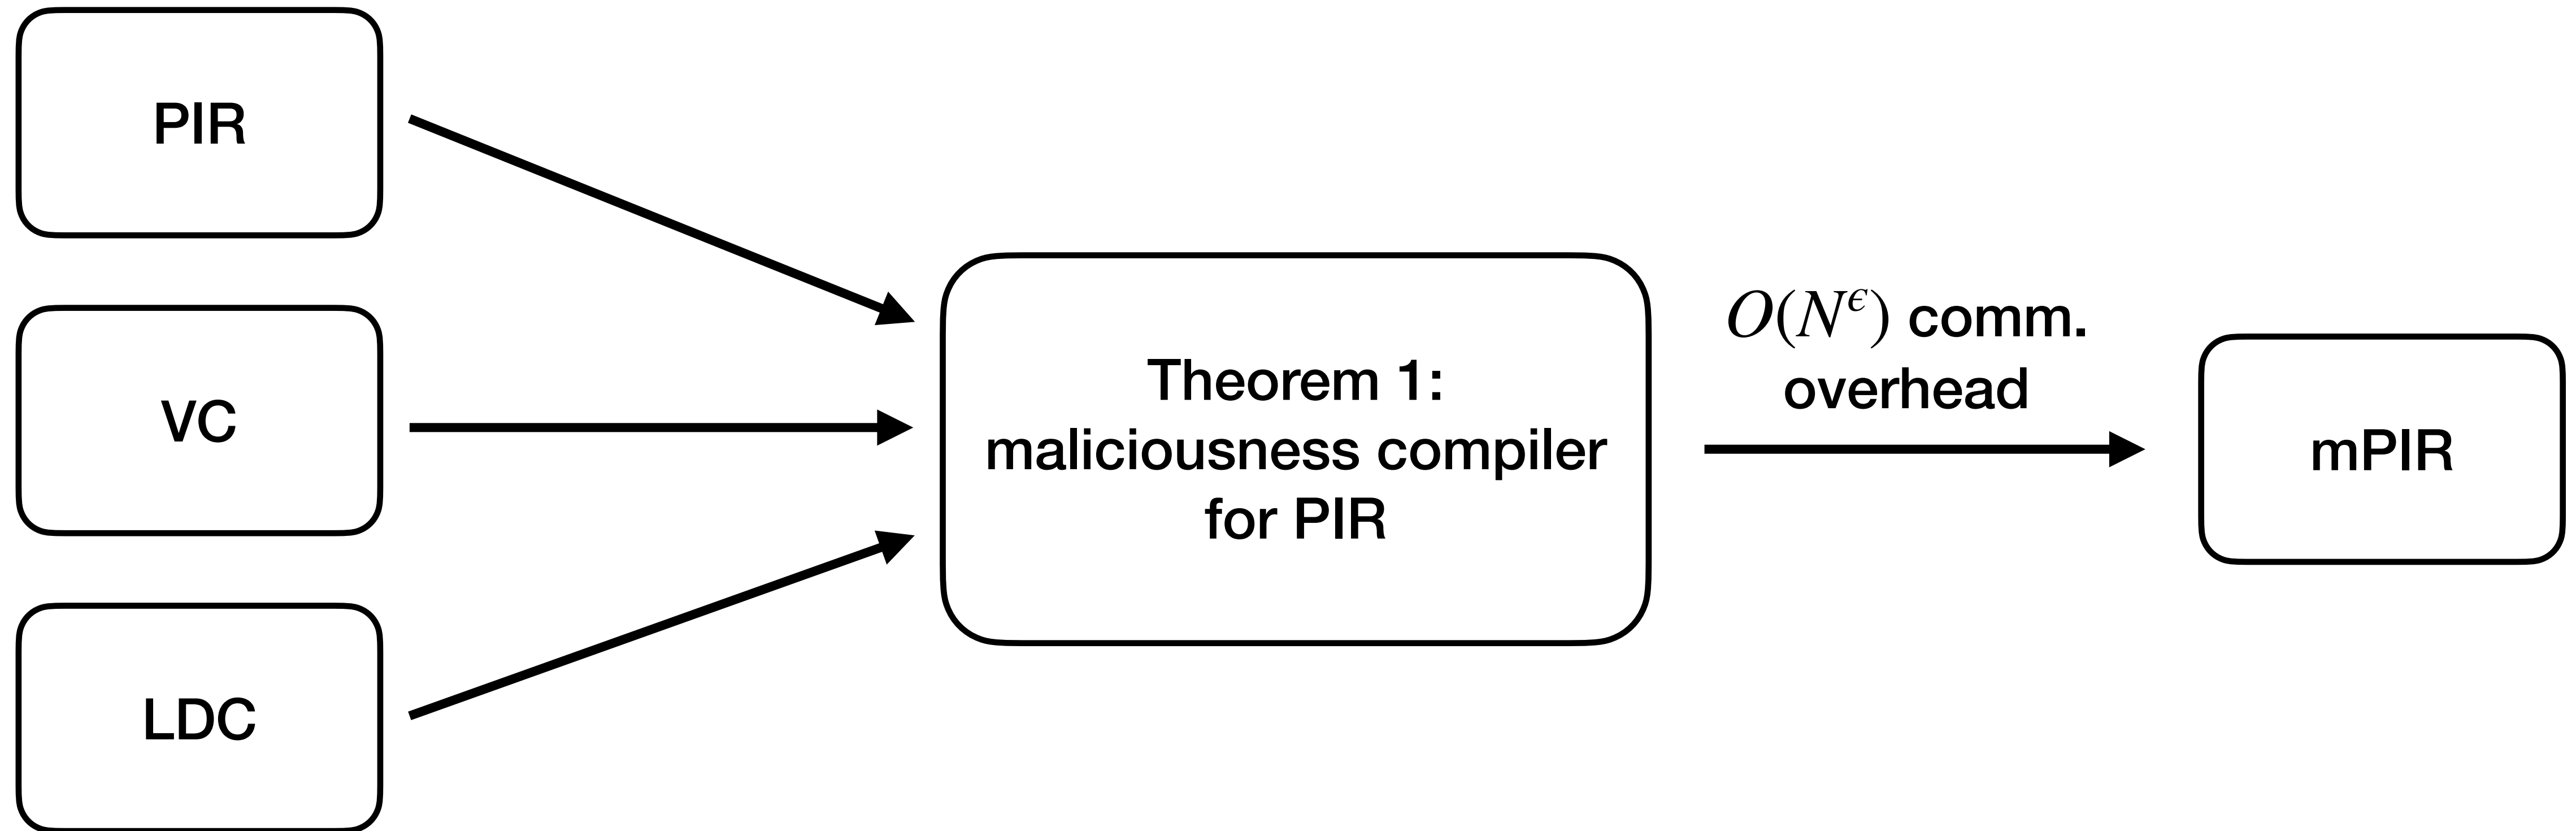 PIR
VC
LDC
Theorem 1:
maliciousness compiler
for PIR
O(N^ϵ) comm.
overhead
mPIR